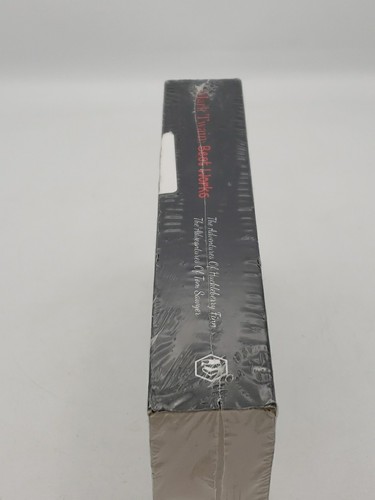 Mark Twain Best Works
The Adventures Of Huckleberry Finn
The Adventures Of Tom Sawyer